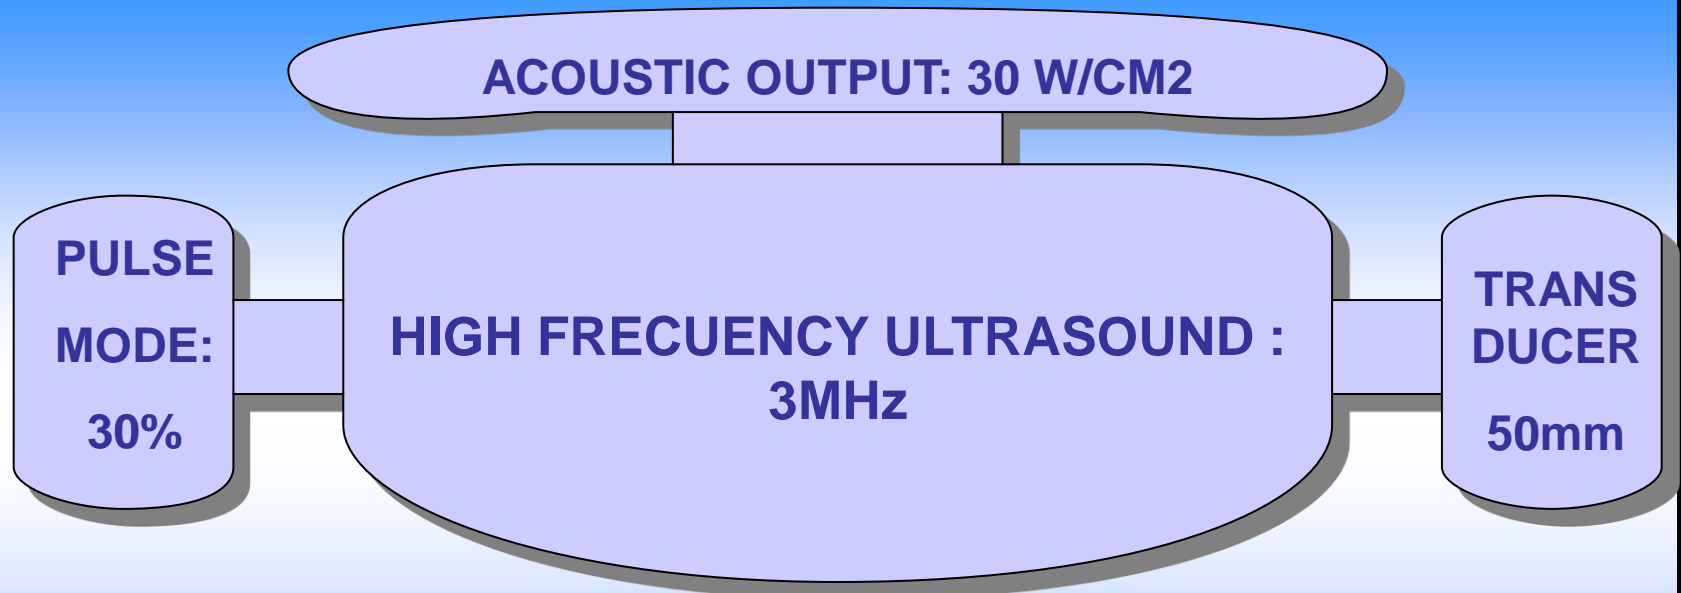 ACOUSTIC OUTPUT: 30 W/CM2
PULSE
MODE:
30%
HIGH FRECUENCY ULTRASOUND :
3MHz
TRANS
DUCER
50mm